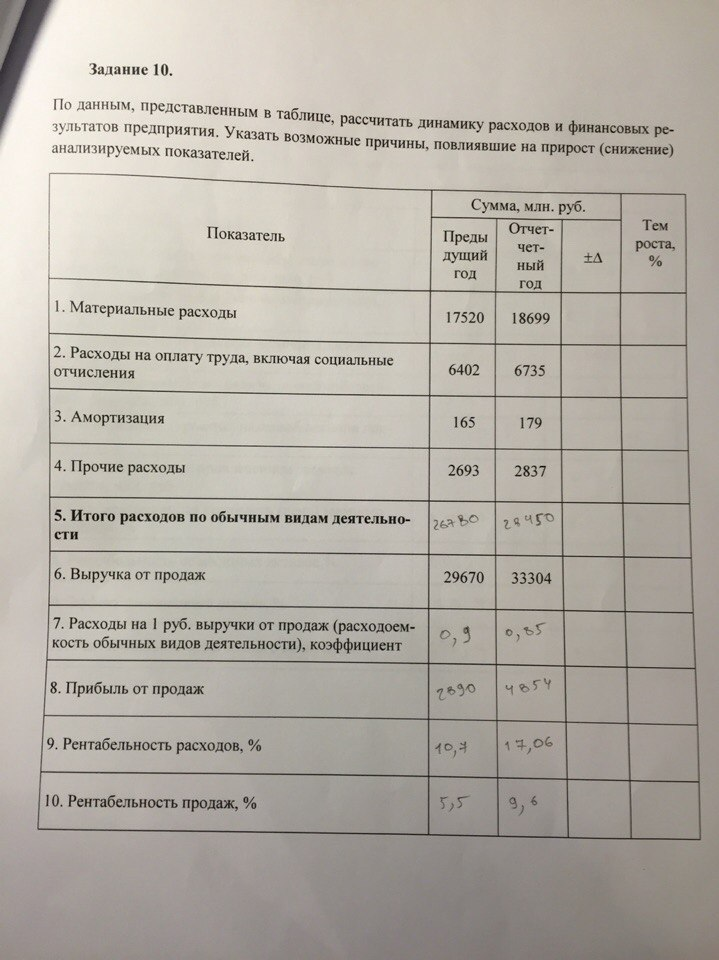 Задание 10.
По данным, представленным в таблице, рассчитать динамику расходов и финансовых ре-
зультатов предприятия. Указать возможные причины, повлиявшие на прирост (снижение)
анализируемых показателей.
Показатель
Сумма, млн. руб.
Тем
роста,
%
Преды
дущий
год
Отчет-
чет-
ный
год
±Δ
1. Материальные расходы 17520 18699
2. Расходы на оплату труда, включая социальные
отчисления 6402 6735
3. Амортизация 165 179
4. Прочие расходы 2693 2837
5. Итого расходов по обычным видам деятельно-
сти 26780 28450
6. Выручка от продаж 29670 33304
7. Расходы на 1 руб. выручки от продаж (расходоем-
кость обычных видов деятельности), коэффициент 0,9 0,85
8. Прибыль от продаж 2890 4854
9. Рентабельность расходов, % 10,7 17,06
10. Рентабельность продаж, % 5,5 9,6